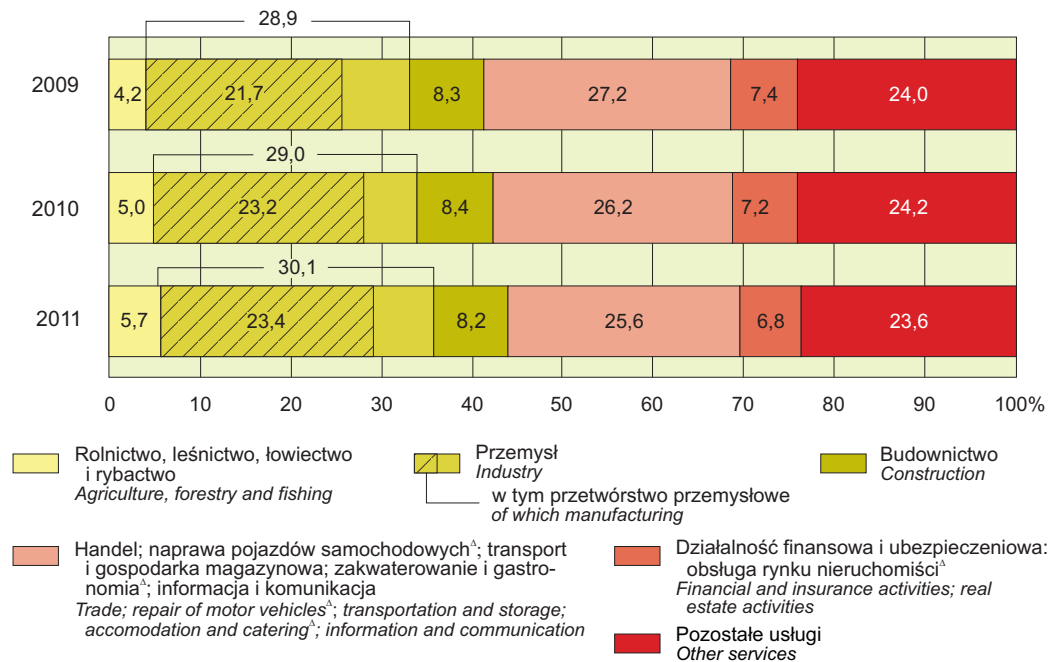 28,9
2009
4,2 21,7 8,3 27,2 7,4 24,0
29,0
2010
5,0 23,2 8,4 26,2 7,2 24,2
30,1
2011
5,7 23,4 8,2 25,6 6,8 23,6
0 10 20 30 40 50 60 70 80 90 100%
Rolnictwo, leśnictwo, łowiectwo
i rybactwo
Agriculture, forestry and fishing
Przemysł
Industry
w tym przetwórstwo przemysłowe
of which manufacturing
Budownictwo
Construction
Handel; naprawa pojazdów samochodowych∆; transport
i gospodarka magazynowa; zakwaterowanie i gastro-
nomia∆; informacja i komunikacja
Trade; repair of motor vehicles∆; transportation and storage;
accomodation and catering∆; information and communication
Działalność finansowa i ubezpieczeniowa:
obsługa rynku nieruchomiści∆
Financial and insurance activities; real
estate activities
Pozostałe usługi
Other services